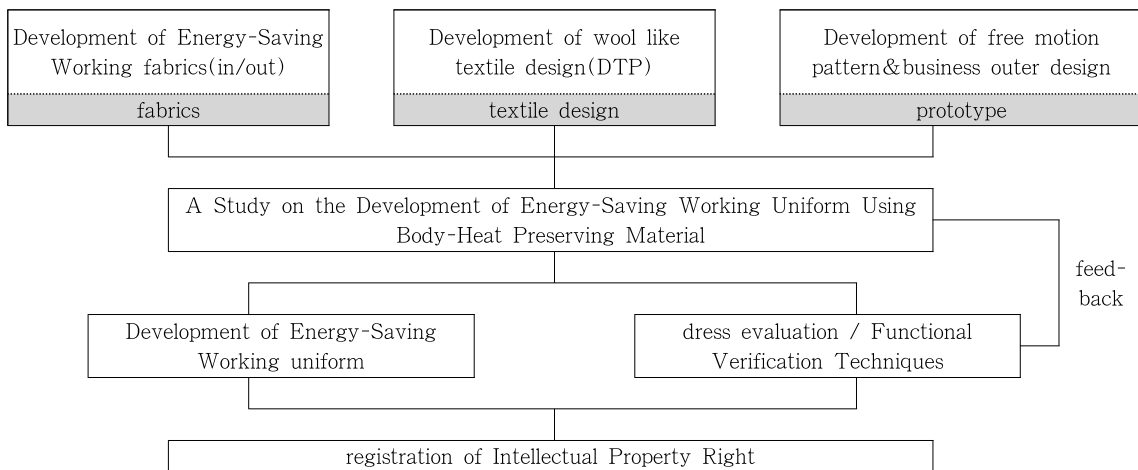 Development of Energy-Saving
Working fabrics(in/out)
fabrics
Development of wool like
textile design(DTP)
textile design
Development of free motion
pattern&business outer design
prototype
A Study on the Development of Energy-Saving Working Uniform Using
Body-Heat Preserving Material
feed-
back
Development of Energy-Saving
Working uniform
dress evaluation / Functional
Verification Techniques
registration of Intellectual Property Right